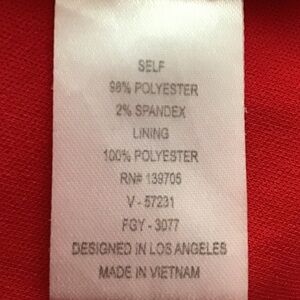 SELF
98% POLYESTER
2% SPANDEX
LINING
100% POLYESTER
RN# 139705
V - 57231
FGY - 3077
DESIGNED IN LOS ANGELES
MADE IN VIETNAM